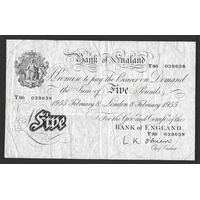 Bank of England
Y90 039638
Promise to pay the Bearer on Demand
the Sum of Five Pounds
1955 February 8 London 8 February 1955
Y90 039638
For the Govr and Compa of the
BANK OF ENGLAND.
Five
L.K. O'Brien
Chief Cashier